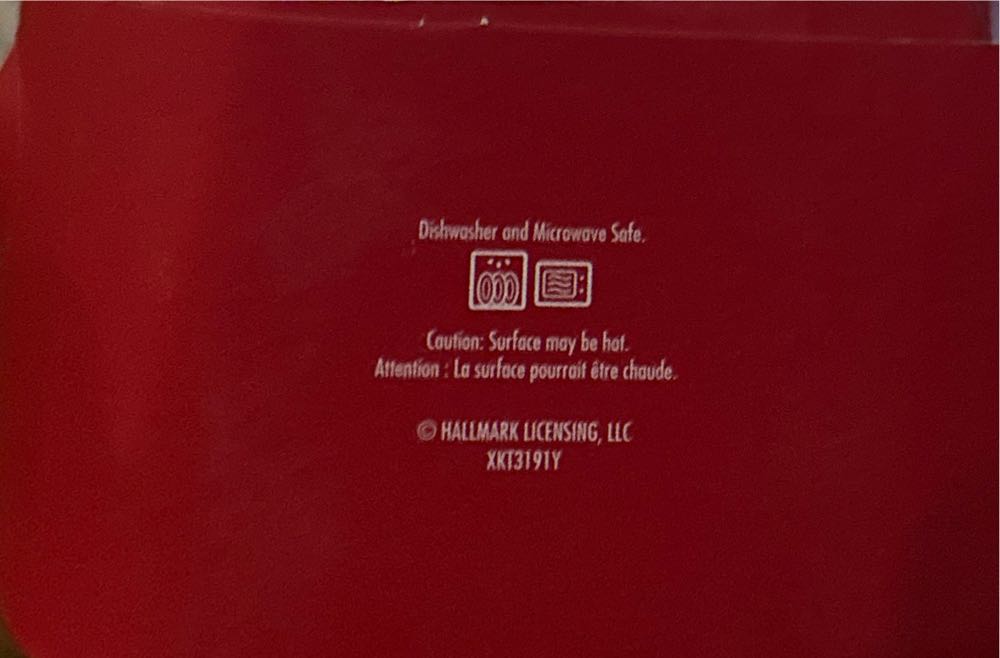 Dishwasher and Microwave Safe.
Caution: Surface may be hot.
Attention : La surface pourrait être chaude.
© HALLMARK LICENSING, LLC
XKT3191Y